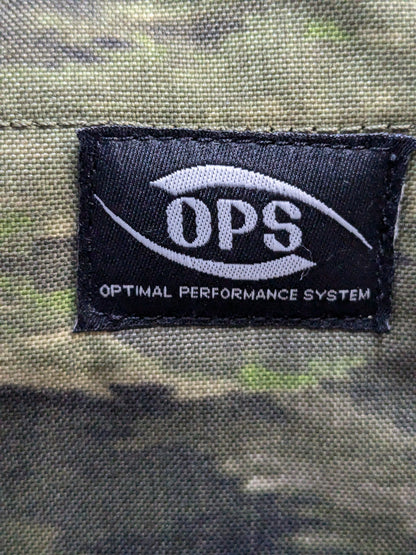 OPS
OPTIMAL PERFORMANCE SYSTEM